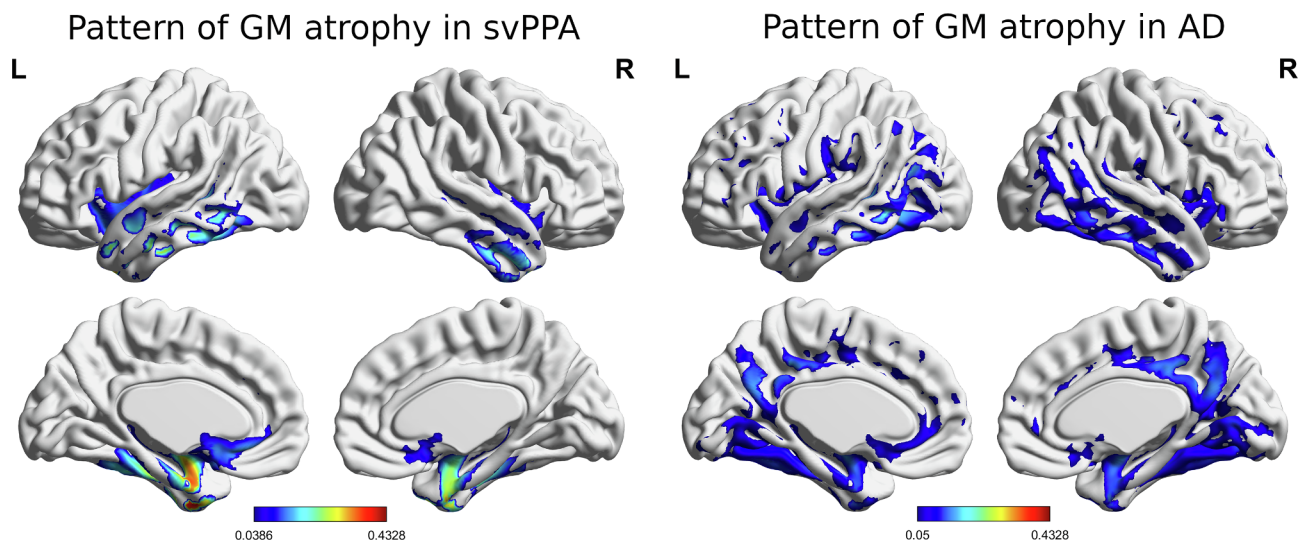 Pattern of GM atrophy in svPPA
Pattern of GM atrophy in AD
L
R
L
R
0.0386
0.4328
0.05
0.4328